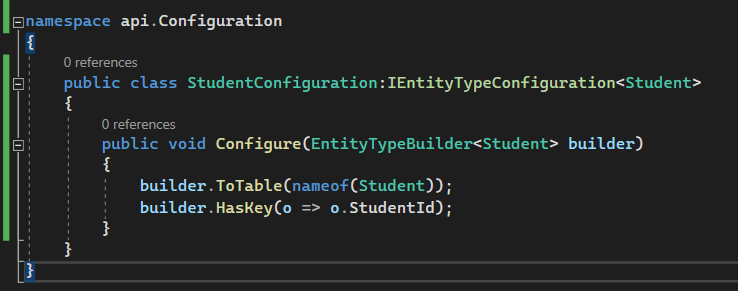 namespace api.Configuration
{
0 references
public class StudentConfiguration:IEntityTypeConfiguration<Student>
{
0 references
public void Configure(EntityTypeBuilder<Student> builder)
{
builder.ToTable(nameof(Student));
builder.HasKey(o => o.StudentId);
}
}
}